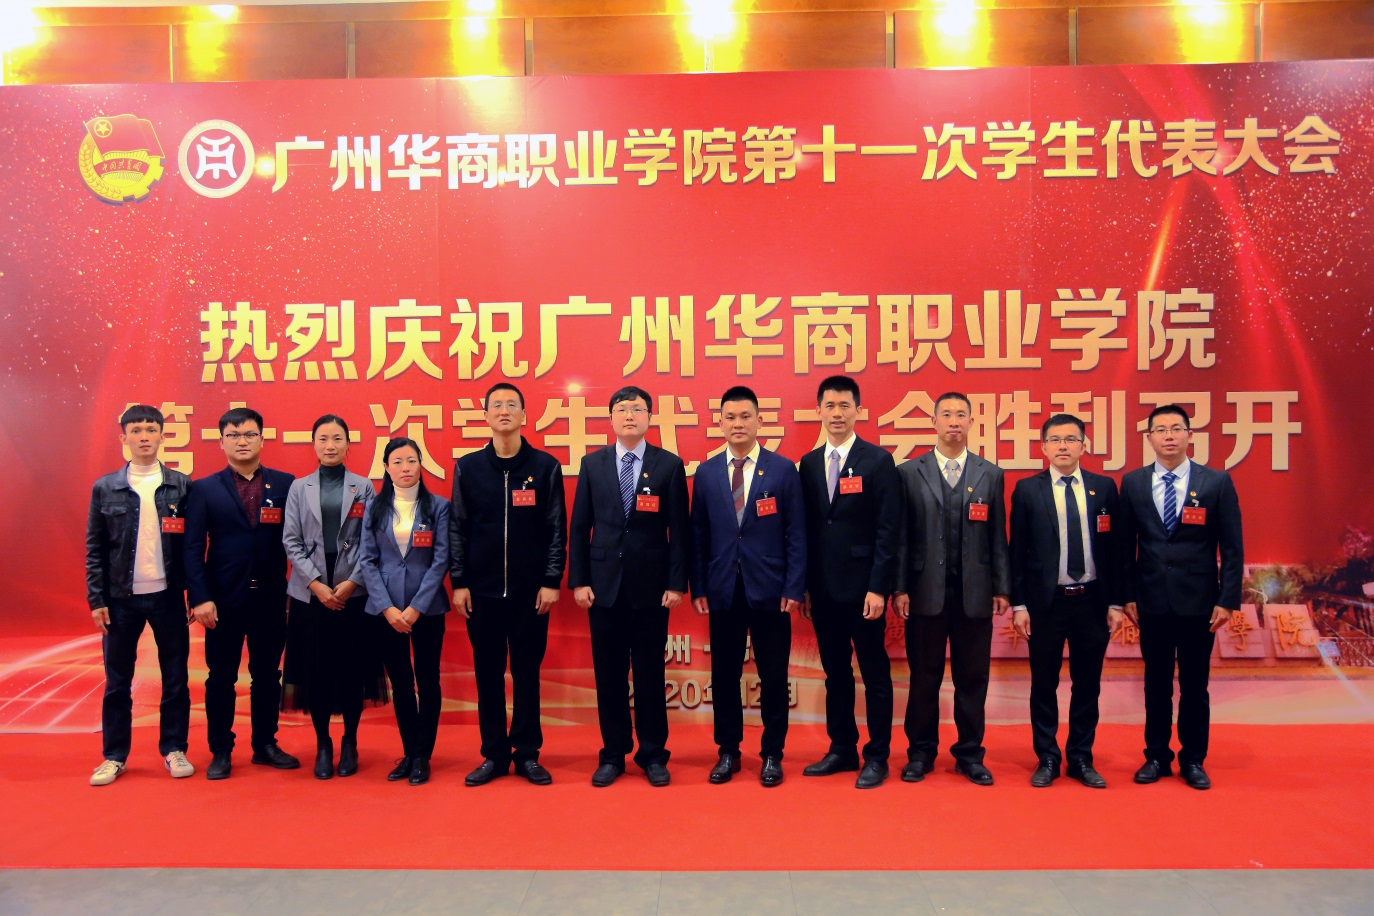 广州华商职业学院第十一次学生代表大会
热烈庆祝广州华商职业学院
第十一次学生代表大会胜利召开